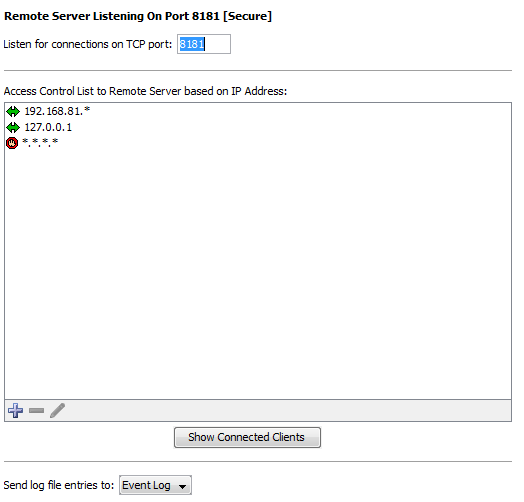 Remote Server Listening On Port 8181 [Secure]
Listen for connections on TCP port: 8181
Access Control List to Remote Server based on IP Address:
192.168.81.*
127.0.0.1
*.*.*.*
Show Connected Clients
Send log file entries to: Event Log